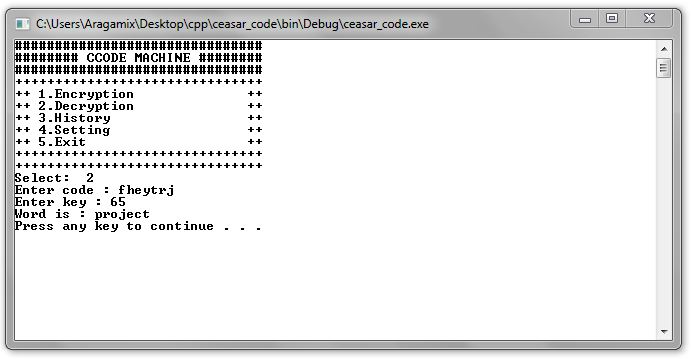 C:\Users\Aragamix\Desktop\cpp\ceasar_code\bin\Debug\ceasar_code.exe
###############################
######## CCODE MACHINE ########
###############################
+++++++++++++++++++++++++++++++
++ 1.Encryption              ++
++ 2.Decryption              ++
++ 3.History                 ++
++ 4.Setting                 ++
++ 5.Exit                    ++
+++++++++++++++++++++++++++++++
+++++++++++++++++++++++++++++++
Select:  2
Enter code : fheytrj
Enter key : 65
Word is : project
Press any key to continue . . .